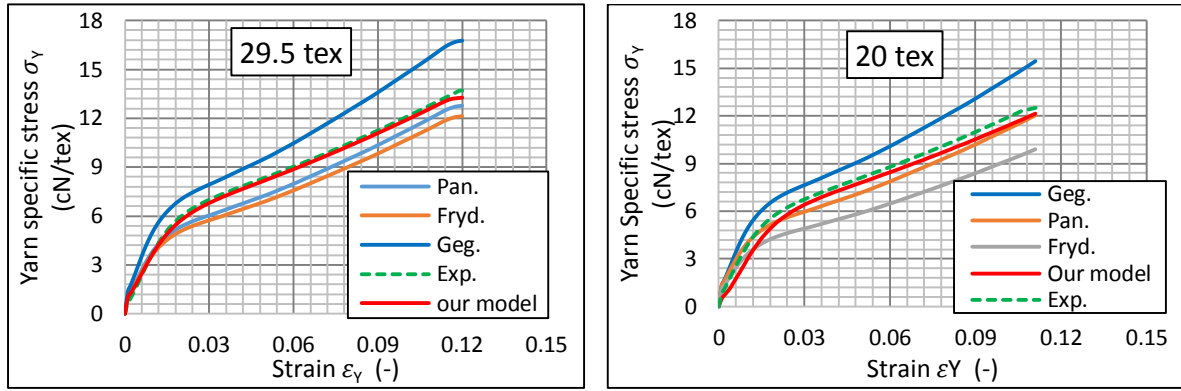 Yarn specific stress σY
(cN/tex)
18
15
12
9
6
3
0
29.5 tex
Pan.
Fryd.
Geg.
Exp.
our model
0 0.03 0.06 0.09 0.12 0.15
Strain εY (-)
Yarn Specific stress σY
(cN/tex)
18
15
12
9
6
3
0
20 tex
Geg.
Pan.
Fryd.
Our model
Exp.
0 0.03 0.06 0.09 0.12 0.15
Strain εY (-)